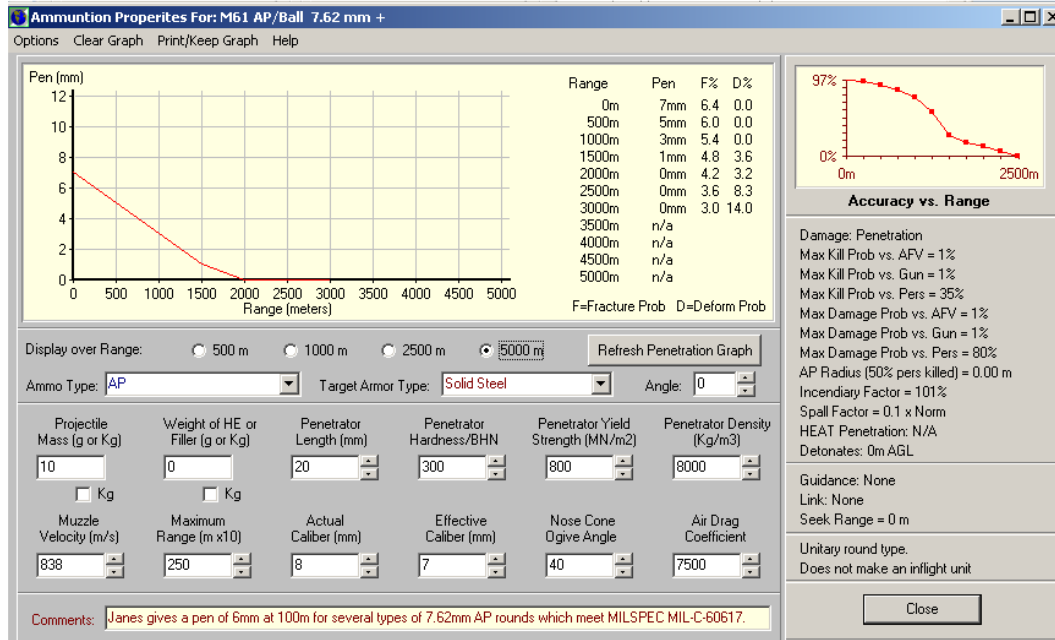 Ammuntion Properites For: M61 AP/Ball 7.62 mm +
Options Clear Graph Print/Keep Graph Help
Pen (mm)
12
10
8
6
4
2
0
0 500 1000 1500 2000 2500 3000 3500 4000 4500 5000
Range (meters)
Range Pen F% D%
0m 7mm 6.4 0.0
500m 5mm 6.0 0.0
1000m 3mm 5.4 0.0
1500m 1mm 4.8 3.6
2000m 0mm 4.2 3.2
2500m 0mm 3.6 8.3
3000m 0mm 3.0 14.0
3500m n/a
4000m n/a
4500m n/a
5000m n/a
F=Fracture Prob D=Deform Prob
Display over Range: 500 m 1000 m 2500 m 5000 m Refresh Penetration Graph
Ammo Type: AP Target Armor Type: Solid Steel Angle: 0
Projectile Mass (g or Kg)
10
Kg
Weight of HE or Filler (g or Kg)
0
Kg
Penetrator Length (mm)
20
Penetrator Hardness/BHN
300
Penetrator Yield Strength (MN/m2)
800
Penetrator Density (Kg/m3)
8000
Muzzle Velocity (m/s)
838
Maximum Range (m x10)
250
Actual Caliber (mm)
8
Effective Caliber (mm)
7
Nose Cone Ogive Angle
40
Air Drag Coefficient
7500
Comments: Janes gives a pen of 6mm at 100m for several types of 7.62mm AP rounds which meet MILSPEC MIL-C-60617.
97%
0%
0m 2500m
Accuracy vs. Range
Damage: Penetration
Max Kill Prob vs. AFV = 1%
Max Kill Prob vs. Gun = 1%
Max Kill Prob vs. Pers = 35%
Max Damage Prob vs. AFV = 1%
Max Damage Prob vs. Gun = 1%
Max Damage Prob vs. Pers = 80%
AP Radius (50% pers killed) = 0.00 m
Incendiary Factor = 101%
Spall Factor = 0.1 x Norm
HEAT Penetration: N/A
Detonates: 0m AGL
Guidance: None
Link: None
Seek Range = 0 m
Unitary round type.
Does not make an inflight unit
Close